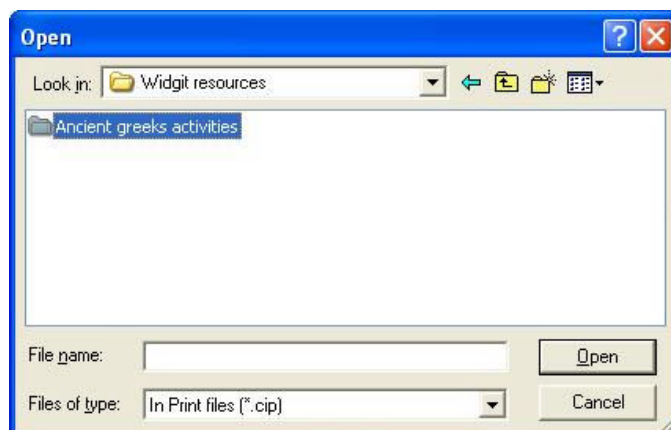 Open
Look in: Widgit resources
Ancient greeks activities
File name: Open
Files of type: In Print files (*.cip) Cancel